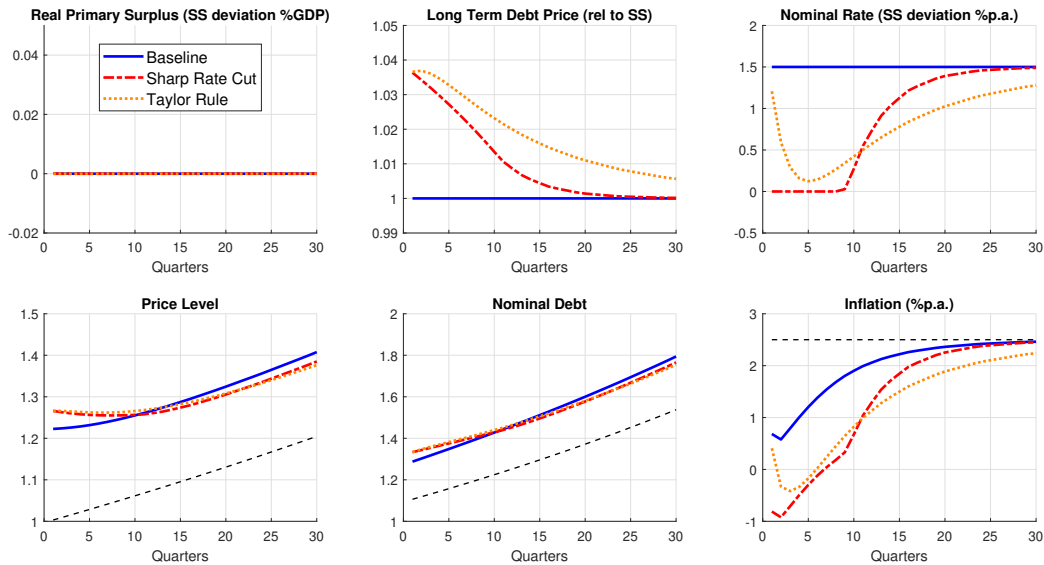 Real Primary Surplus (SS deviation %GDP)
0.04
0.02
0
-0.02
0 5 10 15 20 25 30
Quarters
Baseline
Sharp Rate Cut
Taylor Rule
Long Term Debt Price (rel to SS)
1.05
1.04
1.03
1.02
1.01
1
0.99
0 5 10 15 20 25 30
Quarters
Nominal Rate (SS deviation %p.a.)
2
1.5
1
0.5
0
-0.5
0 5 10 15 20 25 30
Quarters
Price Level
1.5
1.4
1.3
1.2
1.1
1
0 5 10 15 20 25 30
Quarters
Nominal Debt
2
1.8
1.6
1.4
1.2
1
0 5 10 15 20 25 30
Quarters
Inflation (%p.a.)
3
2
1
0
-1
0 5 10 15 20 25 30
Quarters